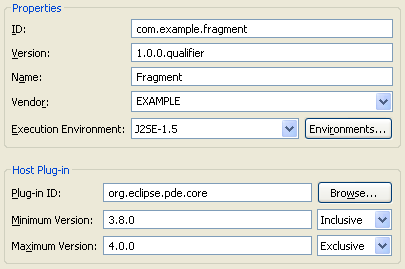 Properties
ID: com.example.fragment
Version: 1.0.0.qualifier
Name: Fragment
Vendor: EXAMPLE
Execution Environment: J2SE-1.5 Environments...
Host Plug-in
Plug-in ID: org.eclipse.pde.core Browse...
Minimum Version: 3.8.0 Inclusive
Maximum Version: 4.0.0 Exclusive